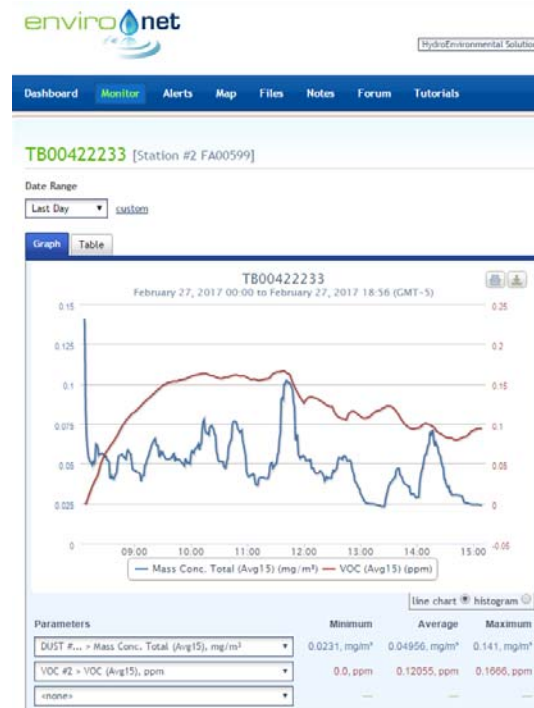 enviro net
HydroEnvironmental Solution
Dashboard Monitor Alerts Map Files Notes Forum Tutorials
TB00422233 [Station #2 FA00599]
Date Range
Last Day custom
Graph Table
TB00422233
February 27, 2017 00:00 to February 27, 2017 18:56 (GMT-5)
0.15 0.25
0.125 0.2
0.1 0.15
0.075 0.1
0.05 0.05
0.025 0
0 -0.05
09:00 10:00 11:00 12:00 13:00 14:00 15:00
Mass Conc. Total (Avg15) (mg/m³) VOC (Avg15) (ppm)
line chart histogram
Parameters Minimum Average Maximum
DUST #... > Mass Conc. Total (Avg15), mg/m³ 0.0231, mg/m³ 0.04956, mg/m³ 0.141, mg/m³
VOC #2 > VOC (Avg15), ppm 0.0, ppm 0.12055, ppm 0.1666, ppm
<none> — — —